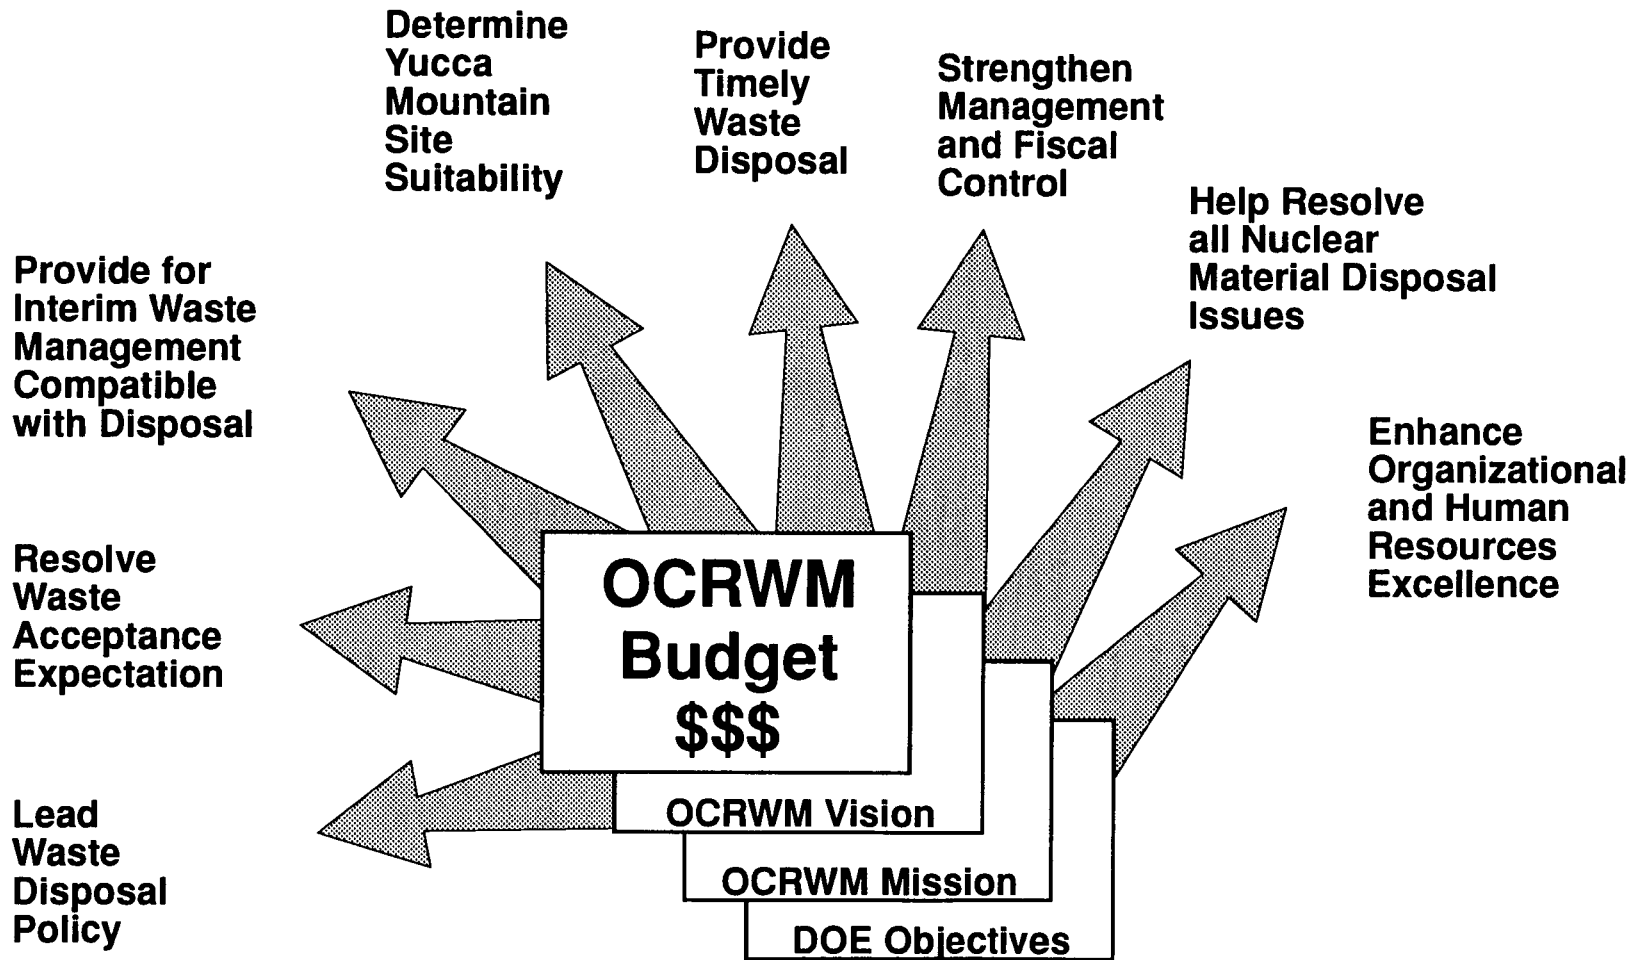 Determine
Yucca
Mountain
Site
Suitability
Provide
Timely
Waste
Disposal
Strengthen
Management
and Fiscal
Control
Help Resolve
all Nuclear
Material Disposal
Issues
Provide for
Interim Waste
Management
Compatible
with Disposal
Enhance
Organizational
and Human
Resources
Excellence
Resolve
Waste
Acceptance
Expectation
OCRWM
Budget
$$$
Lead
Waste
Disposal
Policy
OCRWM Vision
OCRWM Mission
DOE Objectives